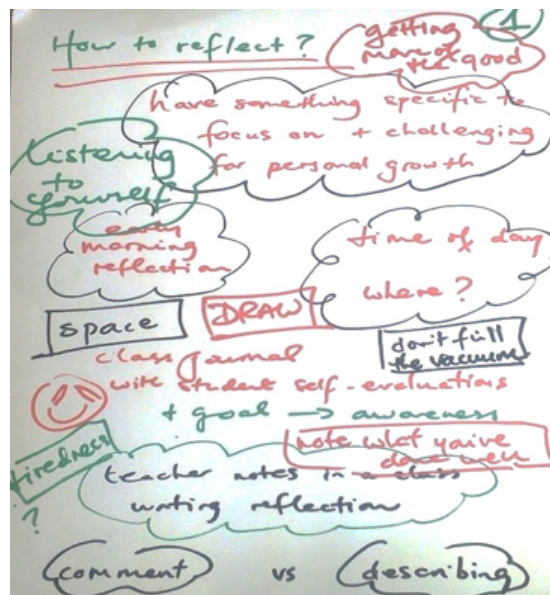 1
How to reflect?
getting
more of
the good
have something specific to
focus on + challenging
for personal growth
listening
to
yourself
early
morning
reflection
time of day
where?
space
DRAW
don't fill
the vacuum
class journal
with student self-evaluations
+ goal → awareness
tiredness
?
note what you've
done well
teacher notes in a class
writing reflection
comment vs describing